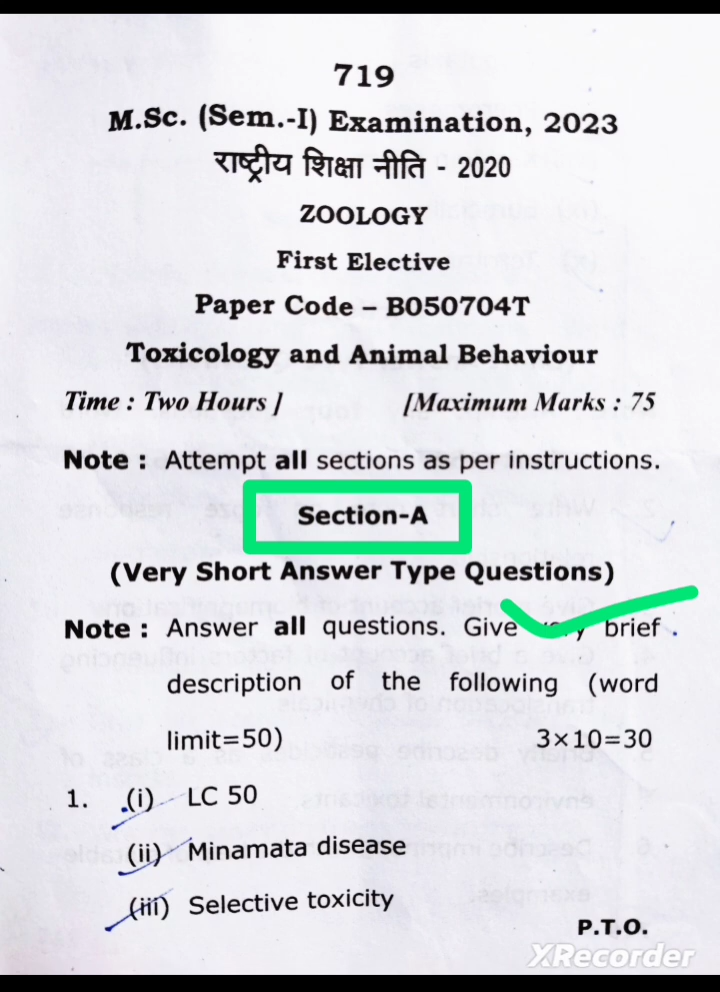 719
M.Sc. (Sem.-I) Examination, 2023
राष्ट्रीय शिक्षा नीति - 2020
ZOOLOGY
First Elective
Paper Code – B050704T
Toxicology and Animal Behaviour
Time : Two Hours ] [Maximum Marks : 75
Note : Attempt all sections as per instructions.
Section-A
(Very Short Answer Type Questions)
Note : Answer all questions. Give very brief
description of the following (word
limit=50) 3×10=30
1. (i) LC 50
(ii) Minamata disease
(iii) Selective toxicity
P.T.O.
XRecorder